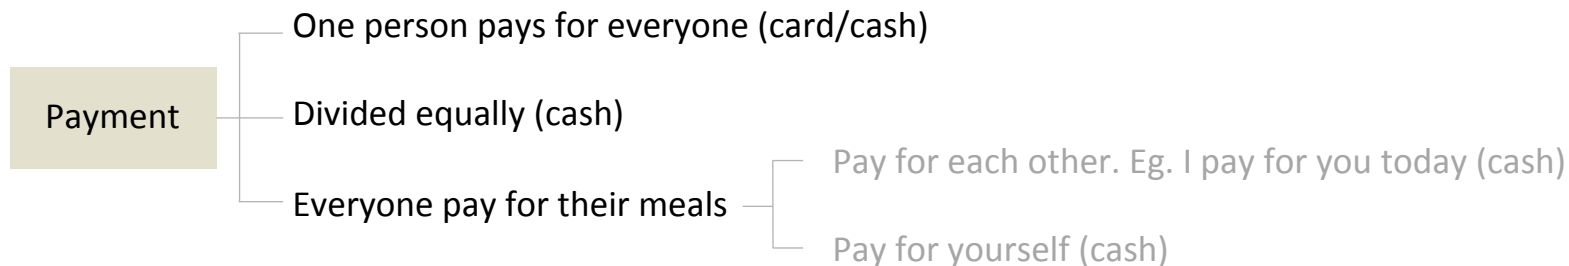 One person pays for everyone (card/cash)
Payment
Divided equally (cash)
Everyone pay for their meals
Pay for each other. Eg. I pay for you today (cash)
Pay for yourself (cash)